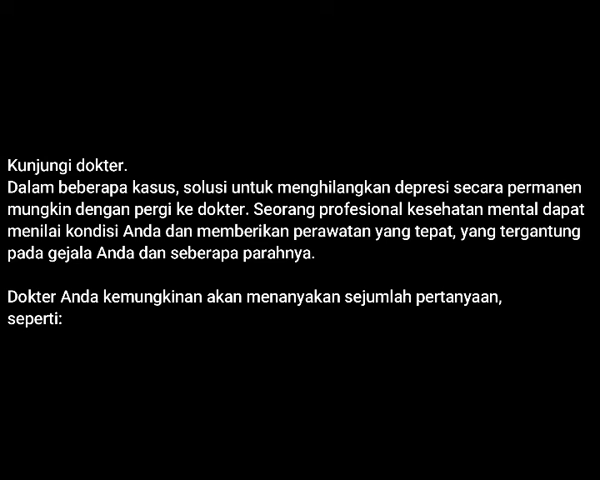 Kunjungi dokter.
Dalam beberapa kasus, solusi untuk menghilangkan depresi secara permanen
mungkin dengan pergi ke dokter. Seorang profesional kesehatan mental dapat
menilai kondisi Anda dan memberikan perawatan yang tepat, yang tergantung
pada gejala Anda dan seberapa parahnya.
Dokter Anda kemungkinan akan menanyakan sejumlah pertanyaan,
seperti: